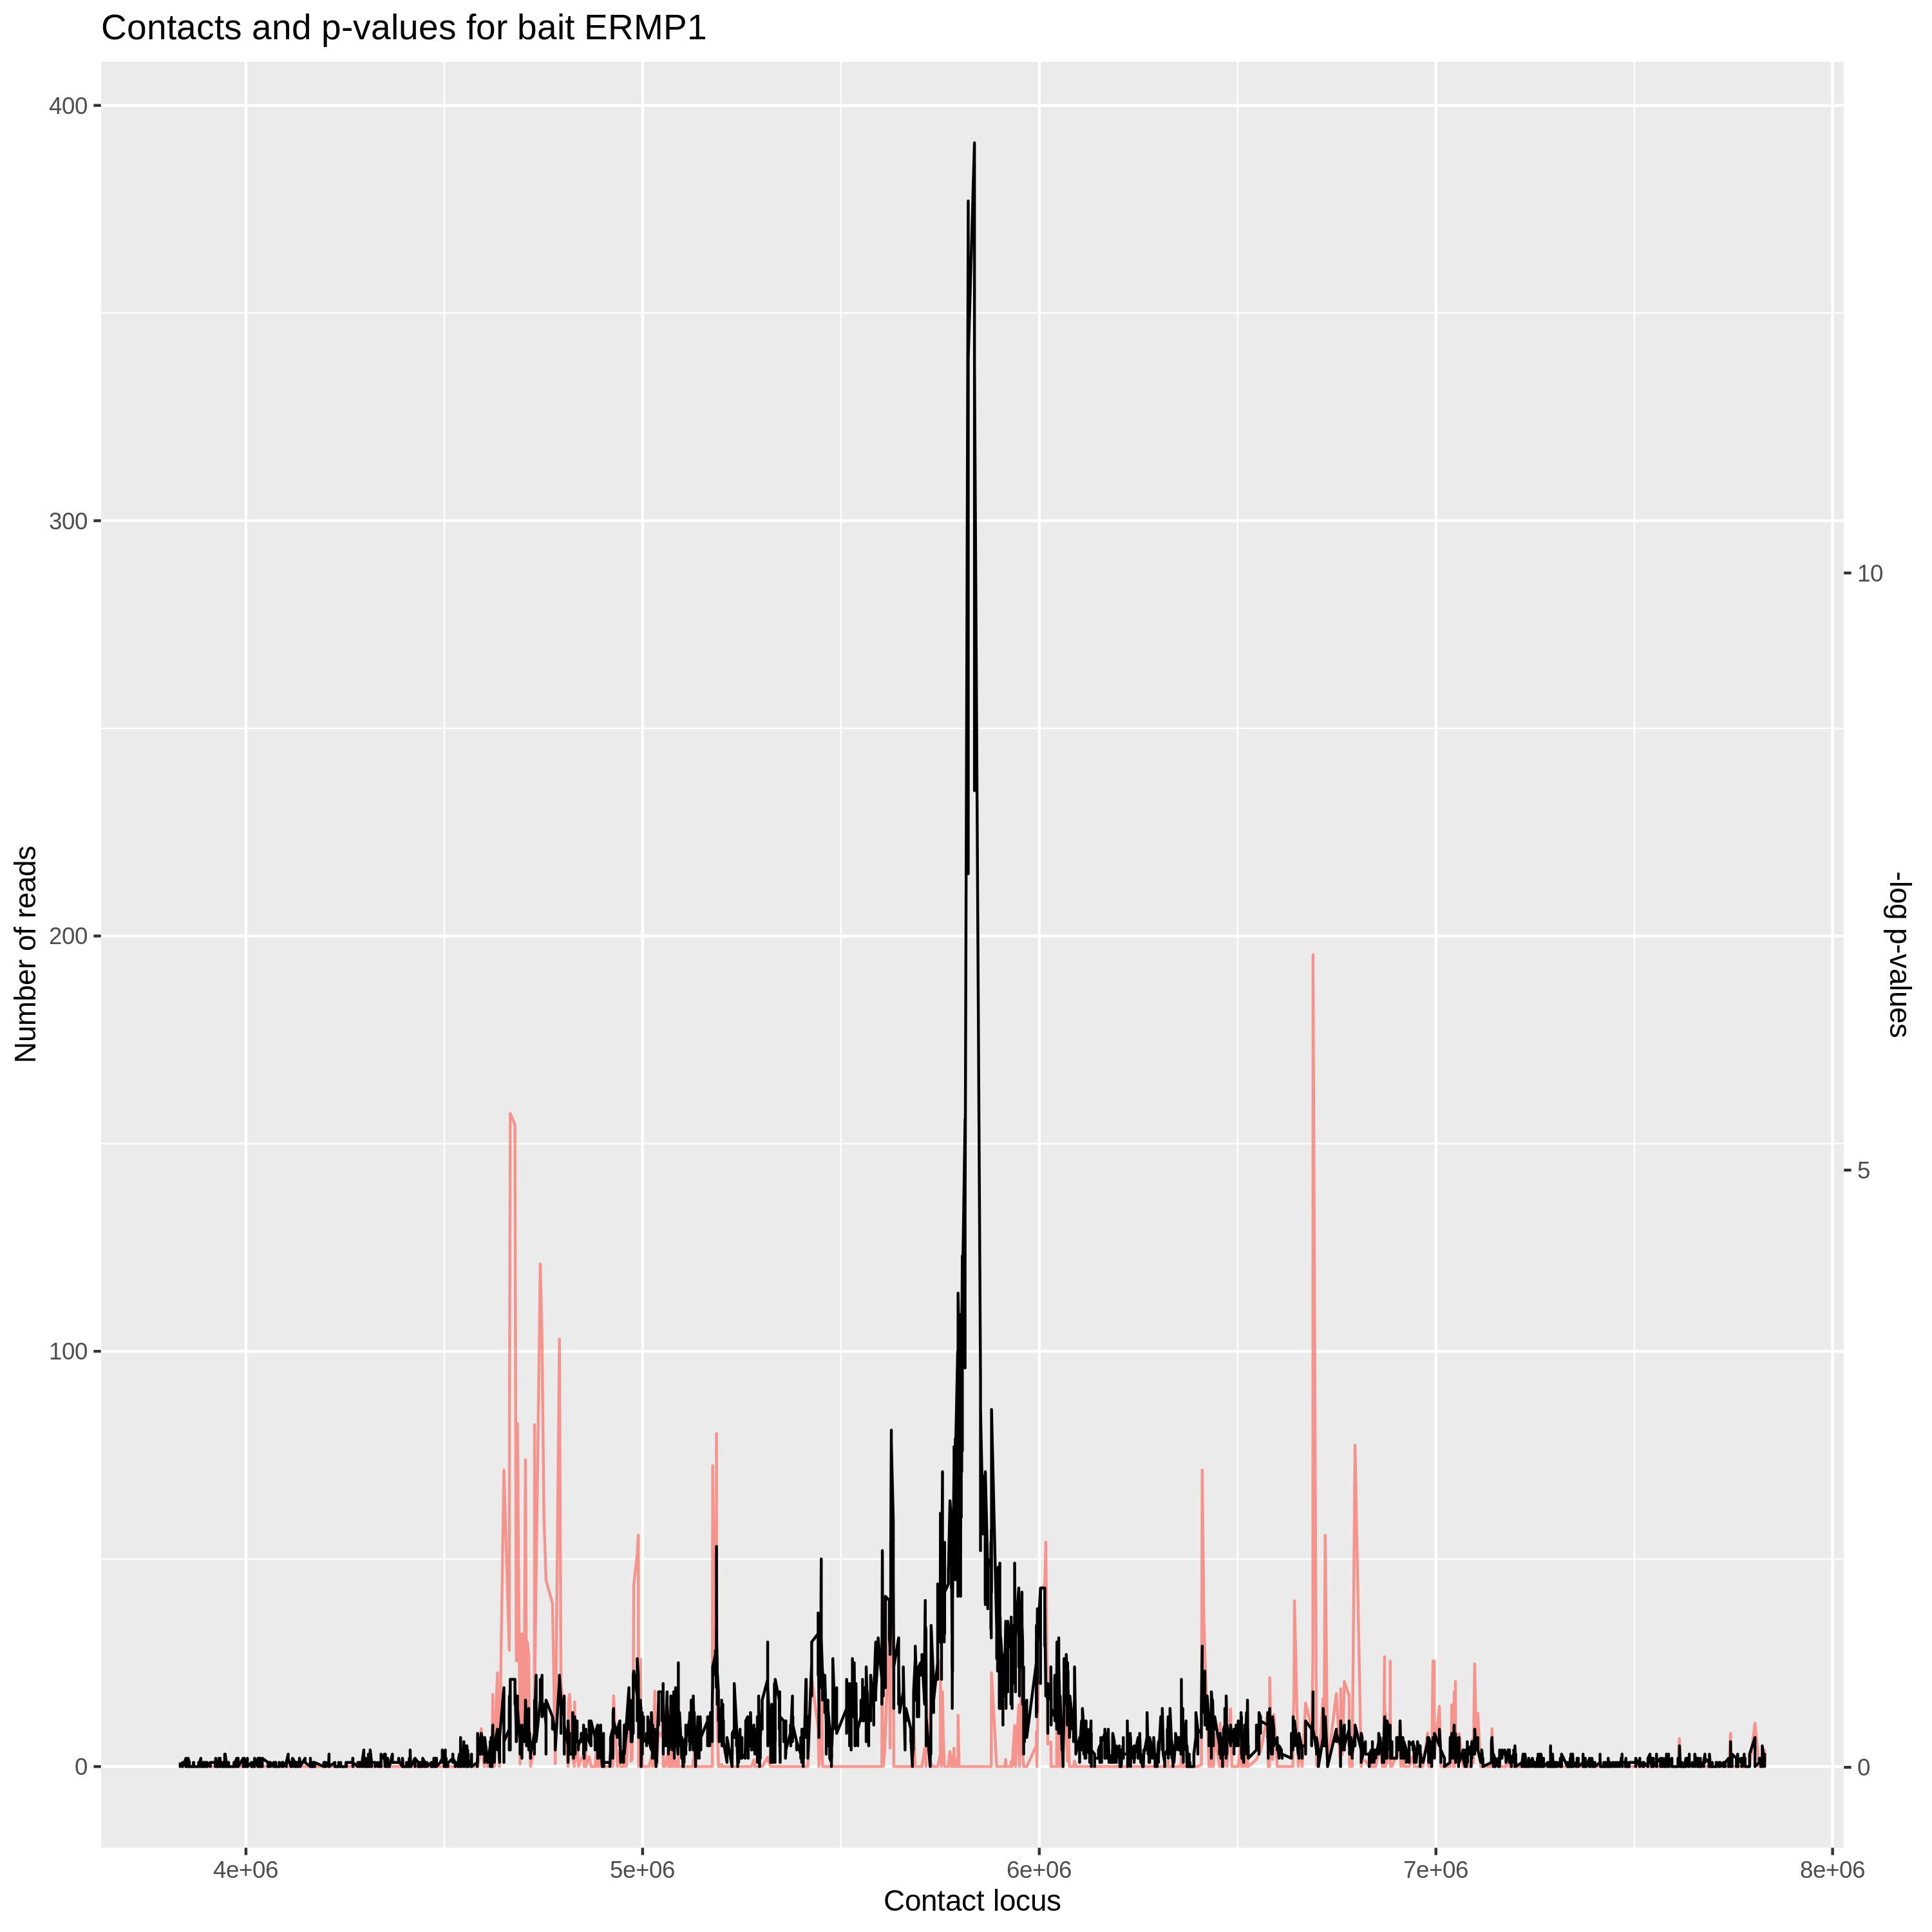 Contacts and p-values for bait ERMP1
400
300
200
100
0
Number of reads
10
5
0
-log p-values
4e+06
5e+06
6e+06
7e+06
8e+06
Contact locus